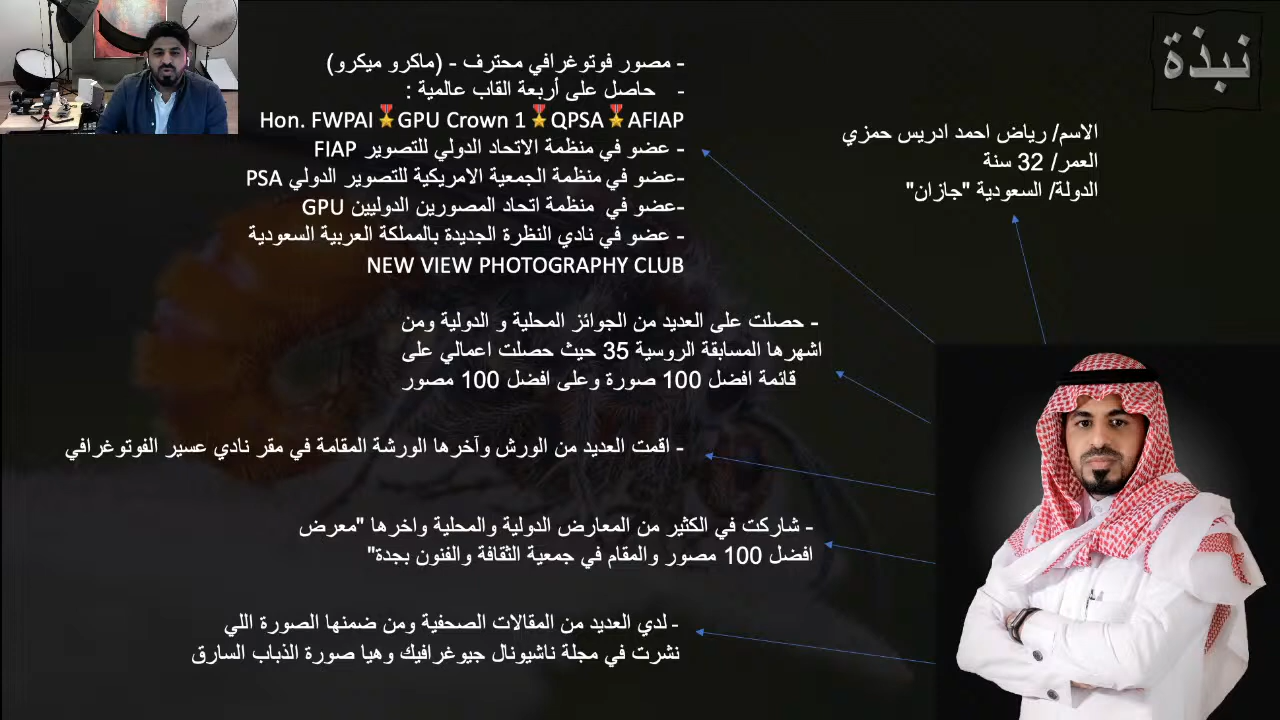 نبذة
الاسم/ رياض احمد ادريس حمزي
العمر/ 32 سنة
الدولة/ السعودية "جازان"
- مصور فوتوغرافي محترف - (ماكرو ميكرو)
- حاصل على أربعة القاب عالمية :
Hon. FWPAI🎖GPU Crown 1🎖QPSA🎖AFIAP
- عضو في منظمة الاتحاد الدولي للتصوير FIAP
-عضو في منظمة الجمعية الامريكية للتصوير الدولي PSA
-عضو في منظمة اتحاد المصورين الدوليين GPU
- عضو في نادي النظرة الجديدة بالمملكة العربية السعودية
NEW VIEW PHOTOGRAPHY CLUB
- حصلت على العديد من الجوائز المحلية و الدولية ومن
اشهرها المسابقة الروسية 35 حيث حصلت اعمالي على
قائمة افضل 100 صورة وعلى افضل 100 مصور
- اقمت العديد من الورش وآخرها الورشة المقامة في مقر نادي عسير الفوتوغرافي
- شاركت في الكثير من المعارض الدولية والمحلية واخرها "معرض
افضل 100 مصور والمقام في جمعية الثقافة والفنون بجدة"
- لدي العديد من المقالات الصحفية ومن ضمنها الصورة اللي
نشرت في مجلة ناشيونال جيوغرافيك وهيا صورة الذباب السارق